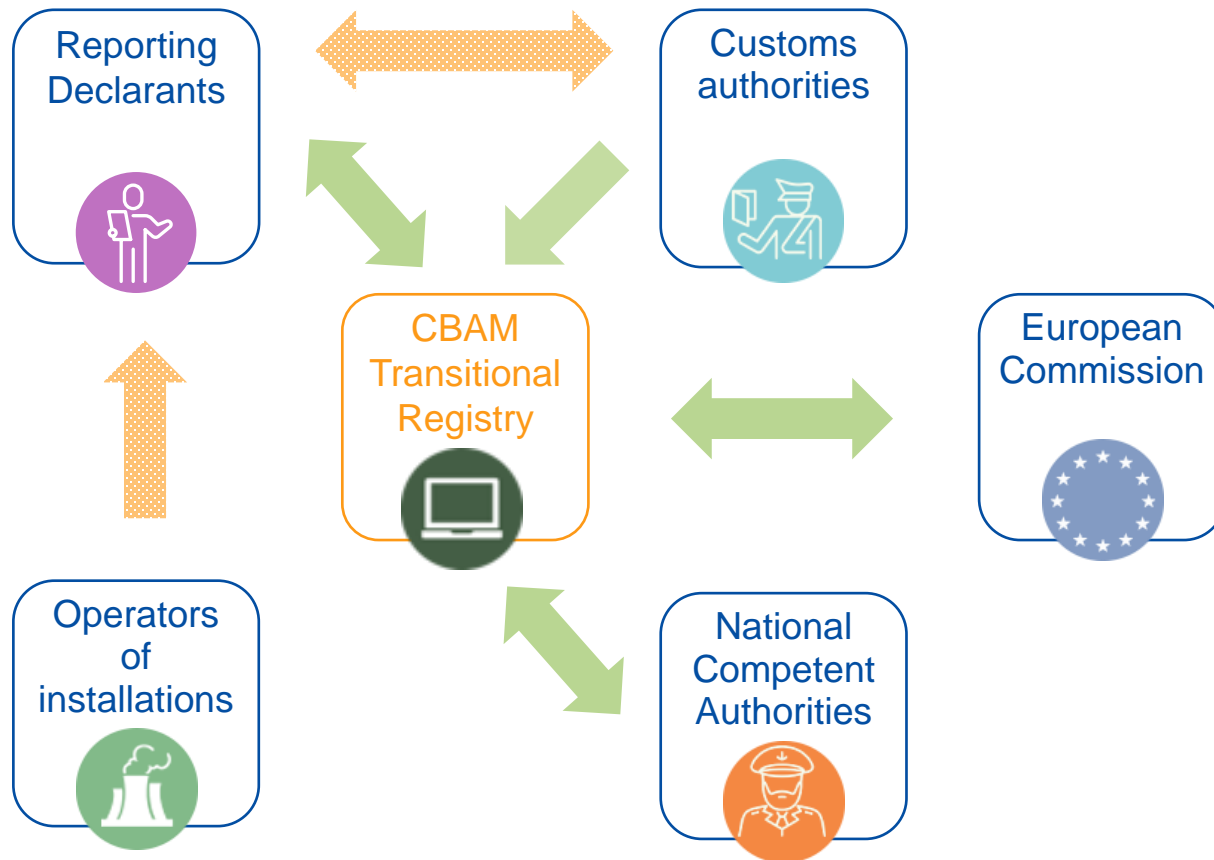 Reporting
Declarants
Customs
authorities
CBAM
Transitional
Registry
European
Commission
Operators
of
installations
National
Competent
Authorities